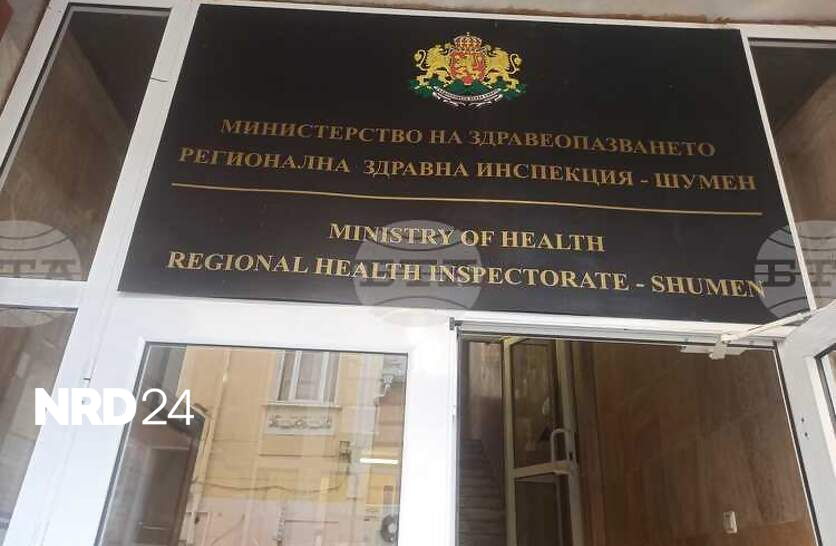 МИНИСТЕРСТВО НА ЗДРАВЕОПАЗВАНЕТО
РЕГИОНАЛНА ЗДРАВНА ИНСПЕКЦИЯ - ШУМЕН
MINISTRY OF HEALTH
REGIONAL HEALTH INSPECTORATE - SHUMEN
NRD24